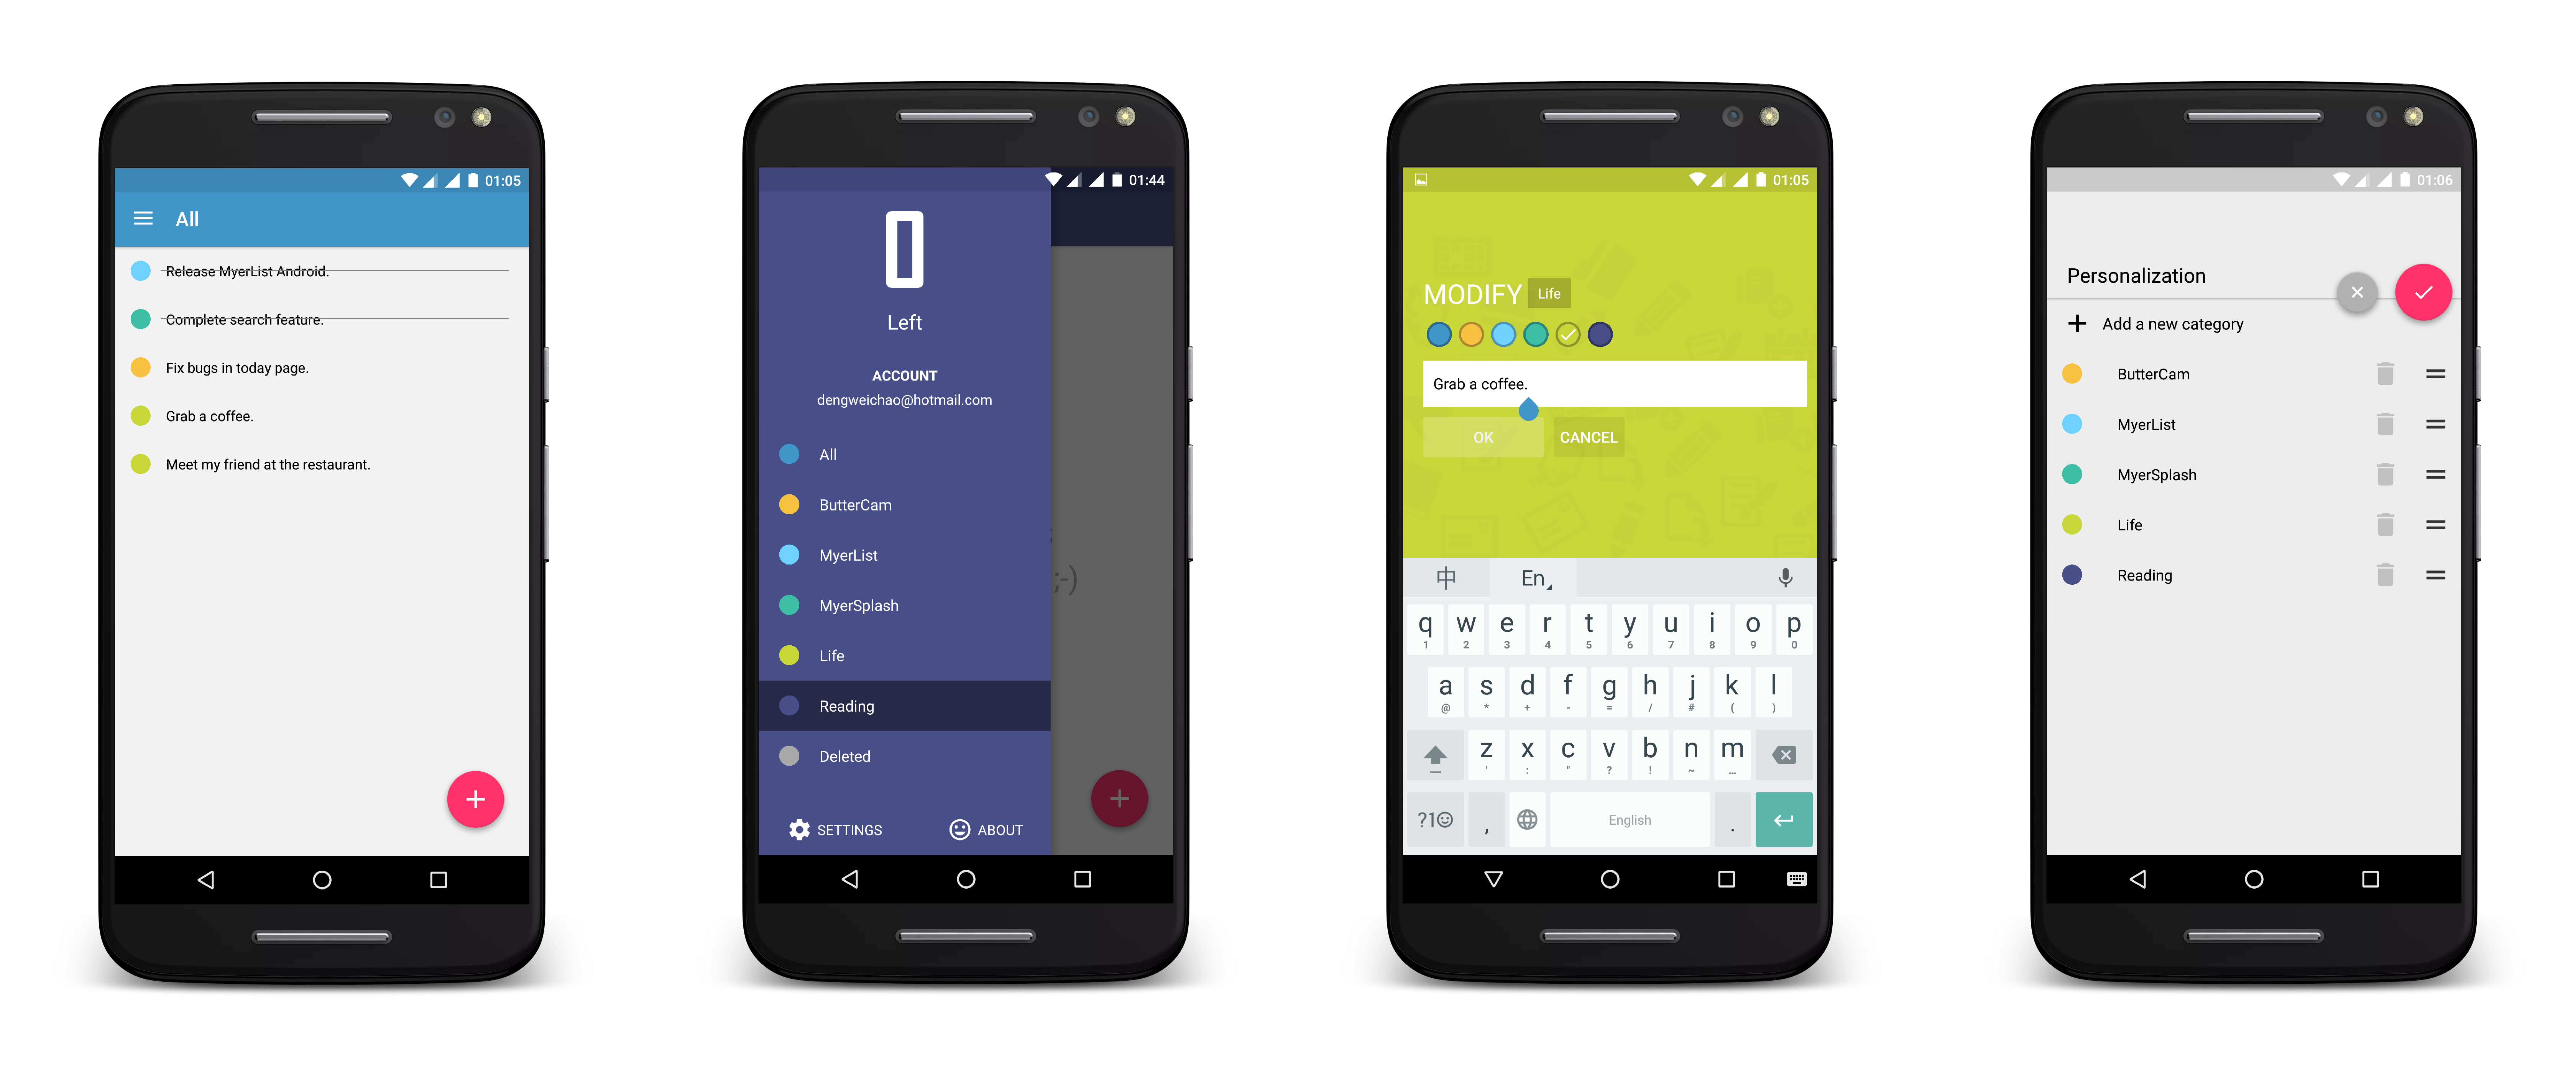 01:05
All
Release MyerList Android.
Complete search feature.
Fix bugs in today page.
Grab a coffee.
Meet my friend at the restaurant.
01:44
0
Left
ACCOUNT
dengweichao@hotmail.com
All
ButterCam
MyerList
MyerSplash
Life
Reading
Deleted
SETTINGS
ABOUT
;-)
01:05
MODIFY Life
Grab a coffee.
OK CANCEL
中 En
q w e r t y u i o p
1 2 3 4 5 6 7 8 9 0
a s d f g h j k l
@ * + - = / # ( )
z x c v b n m
' : " ? ! ~ …
?1☺ , English .
01:06
Personalization
Add a new category
ButterCam
MyerList
MyerSplash
Life
Reading